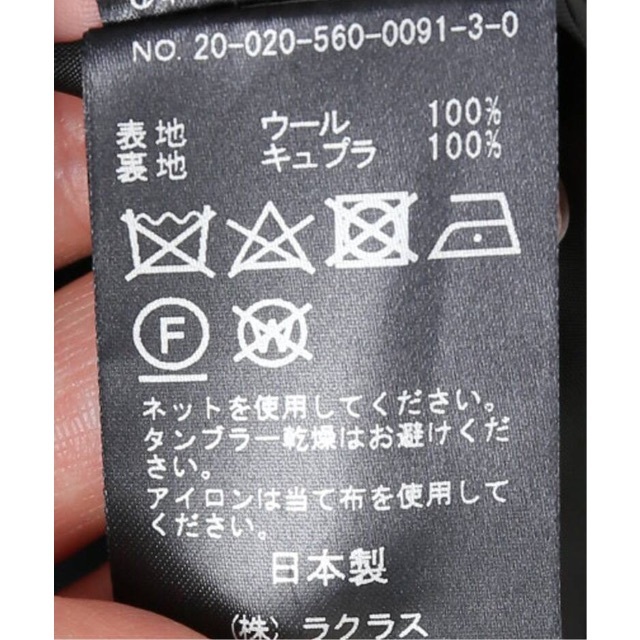 NO. 20-020-560-0091-3-0
表地 ウール 100%
裏地 キュプラ 100%
F
W
ネットを使用してください。
タンブラー乾燥はお避けくだ
さい。
アイロンは当て布を使用して
ください。
日本製
(株) ラクラス